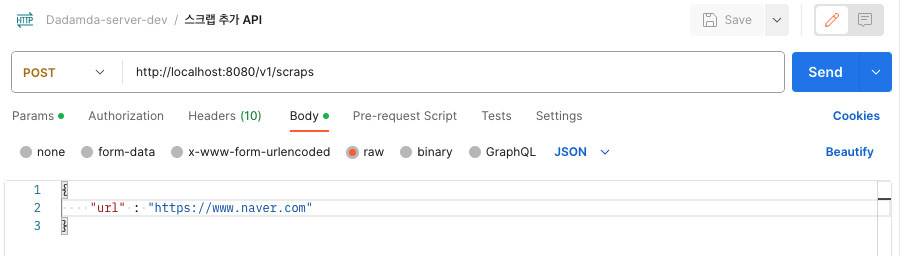 HTTP Dadamda-server-dev / 스크랩 추가 API Save
POST http://localhost:8080/v1/scraps Send
Params Authorization Headers (10) Body Pre-request Script Tests Settings Cookies
none form-data x-www-form-urlencoded raw binary GraphQL JSON Beautify
1 {
2 "url" : "https://www.naver.com"
3 }